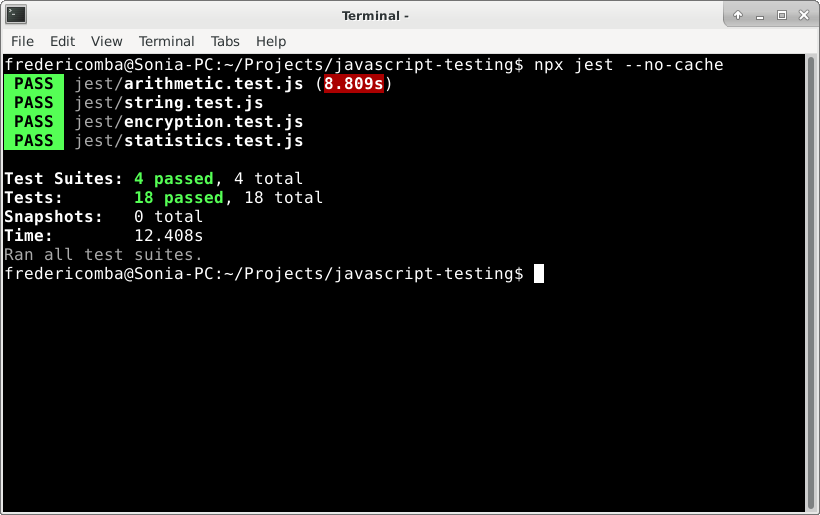 Terminal -
File Edit View Terminal Tabs Help
fredericomba@Sonia-PC:~/Projects/javascript-testing$ npx jest --no-cache
PASS jest/arithmetic.test.js (8.809s)
PASS jest/string.test.js
PASS jest/encryption.test.js
PASS jest/statistics.test.js
Test Suites: 4 passed, 4 total
Tests: 18 passed, 18 total
Snapshots: 0 total
Time: 12.408s
Ran all test suites.
fredericomba@Sonia-PC:~/Projects/javascript-testing$